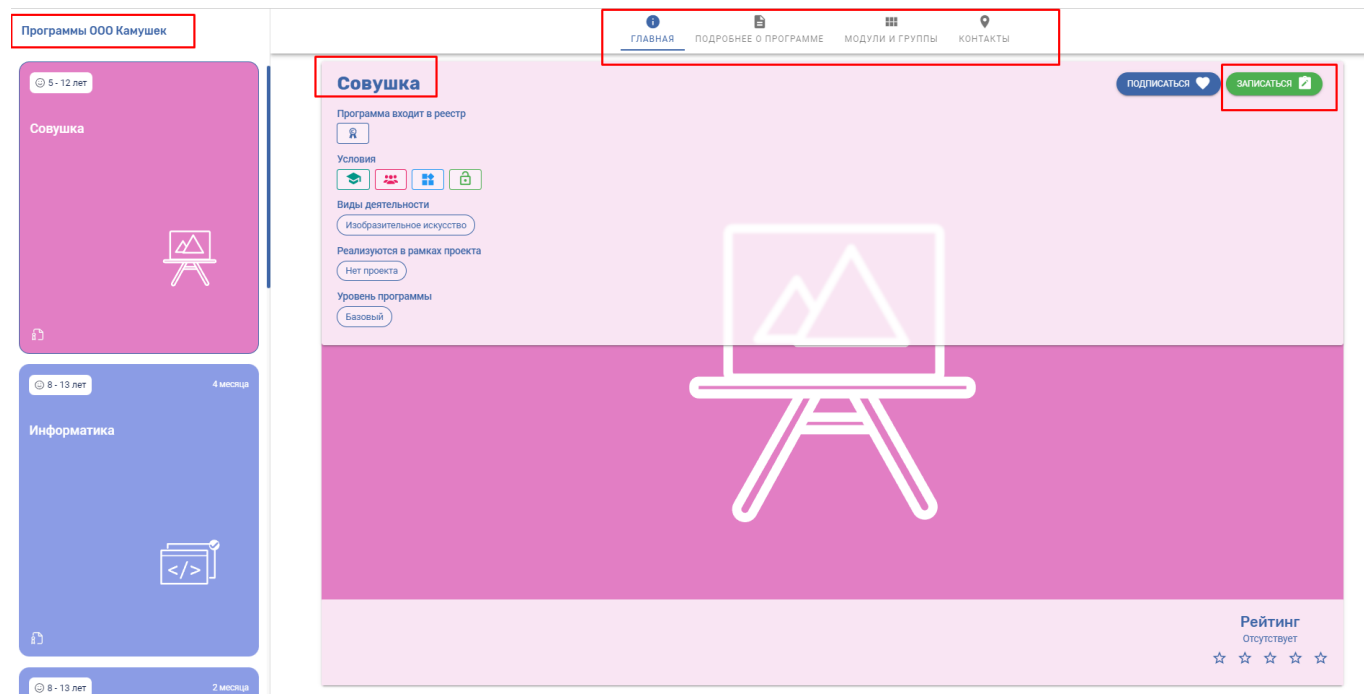 Программы ООО Камушек
ГЛАВНАЯ
ПОДРОБНЕЕ О ПРОГРАММЕ
МОДУЛИ И ГРУППЫ
КОНТАКТЫ
5 - 12 лет
Совушка
8 - 13 лет
4 месяца
Информатика
</>
8 - 13 лет
2 месяца
Совушка
ПОДПИСАТЬСЯ
ЗАПИСАТЬСЯ
Программа входит в реестр
Условия
Виды деятельности
Изобразительное искусство
Реализуются в рамках проекта
Нет проекта
Уровень программы
Базовый
Рейтинг
Отсутствует